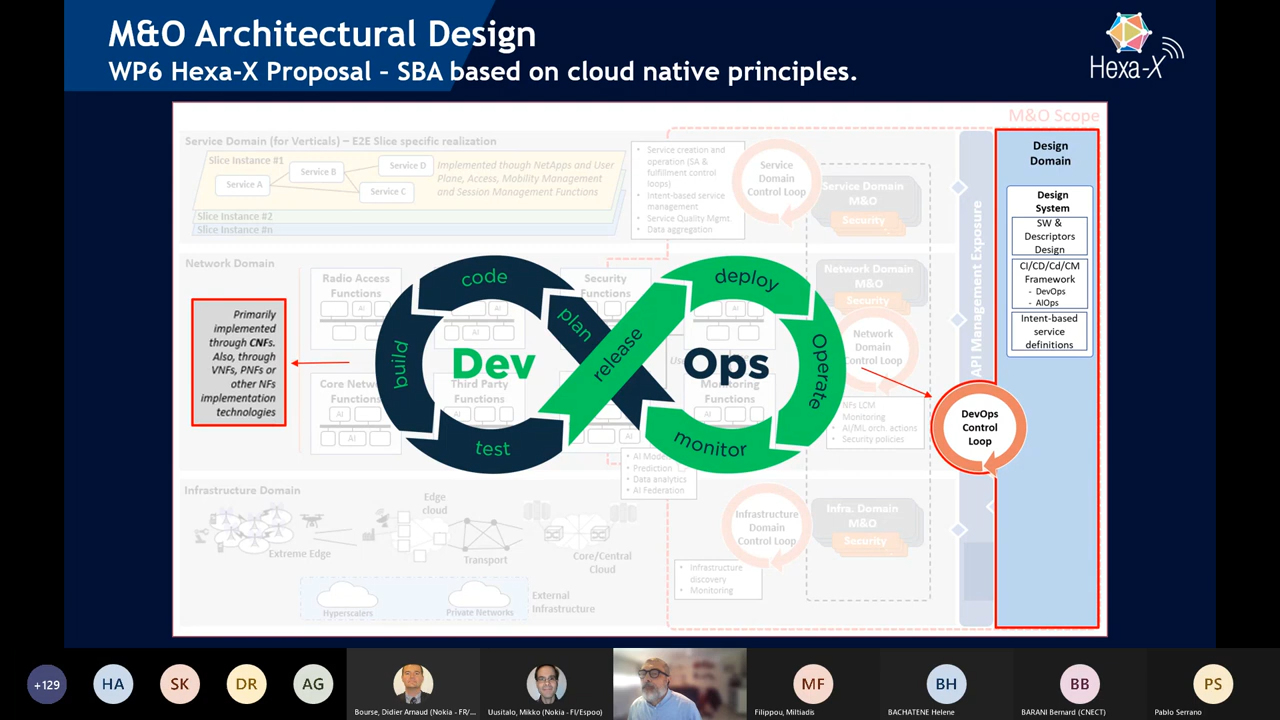 M&O Architectural Design
WP6 Hexa-X Proposal – SBA based on cloud native principles.
Hexa-X
M&O Scope
Service Domain (for Verticals) – E2E Slice specific realization
Slice Instance #1
Service A
Service B
Service D
Service C
Implemented though NetApps and User
Plane, Access, Mobility Management
and Session Management Functions
Slice Instance #2
Slice Instance #n
• Service creation and
operation (SA &
fulfillment control
loops)
• Intent-based service
management
• Service Quality Mgmt.
• Data aggregation
Service
Domain
Control Loop
Service Domain
M&O
Security
Network Domain
Radio Access
Functions
Security
Functions
AI
AI
Core Netwo
Third Party
Monitoring
Functions
Functions
AI
AI
AI
Network Domain
M&O
Security
Network
Domain
Control Loop
NFs LCM
Monitoring
• AI/ML orch. actions
• Security policies
• AI Mode
• Prediction
• Data analytics
• AI Federation
Primarily
implemented
through CNFs.
Also, through
VNFs, PNFs or
other NFs
implementation
technologies
Dev
Ops
code
plan
build
test
release
deploy
Operate
monitor
Infrastructure Domain
Extreme Edge
Edge
cloud
Transport
Core/Central
Cloud
Hyperscalers
Private Networks
External
Infrastructure
Infrastructure
Domain
Control Loop
• Infrastructure
discovery
• Monitoring
Infra. Domain
M&O
Security
API Management Exposure
Design
Domain
Design
System
SW &
Descriptors
Design
CI/CD/Cd/CM
Framework
- DevOps
- AIOps
Intent-based
service
definitions
DevOps
Control
Loop
+129
HA
SK
DR
AG
Bourse, Didier Arnaud (Nokia - FR/...
Uusitalo, Mikko (Nokia - FI/Espoo)
MF
Filippou, Miltiadis
BH
BACHATENE Helene
BB
BARANI Bernard (CNECT)
PS
Pablo Serrano